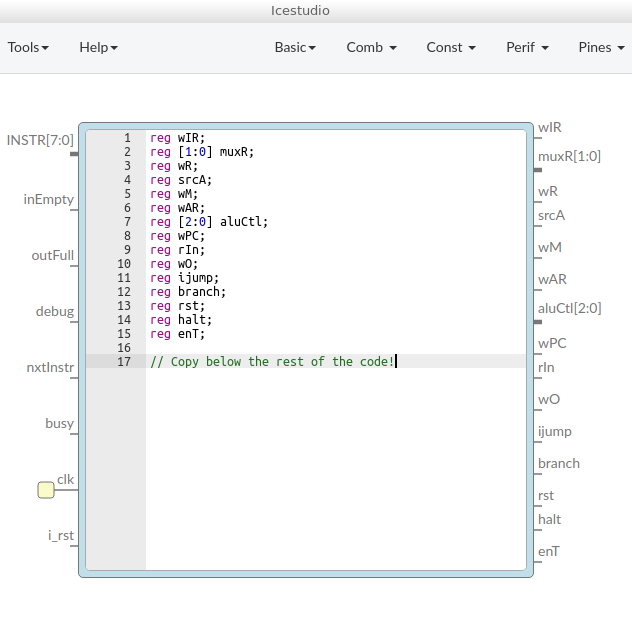 Icestudio
Tools Help Basic Comb Const Perif Pines
INSTR[7:0]
inEmpty
outFull
debug
nxtInstr
busy
clk
i_rst
1 reg wIR;
2 reg [1:0] muxR;
3 reg wR;
4 reg srcA;
5 reg wM;
6 reg wAR;
7 reg [2:0] aluCtl;
8 reg wPC;
9 reg rIn;
10 reg wO;
11 reg ijump;
12 reg branch;
13 reg rst;
14 reg halt;
15 reg enT;
16
17 // Copy below the rest of the code!
wIR
muxR[1:0]
wR
srcA
wM
wAR
aluCtl[2:0]
wPC
rIn
wO
ijump
branch
rst
halt
enT